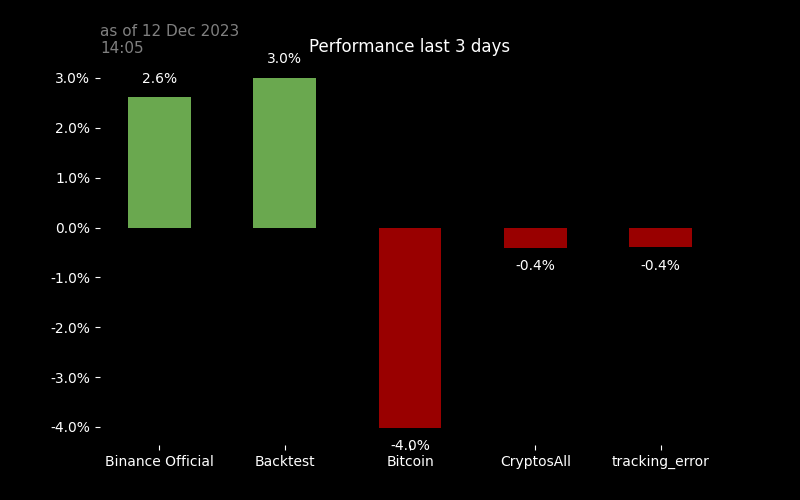 as of 12 Dec 2023
14:05
Performance last 3 days
3.0%
2.6%
3.0%
2.0%
1.0%
0.0%
-0.4%
-0.4%
-1.0%
-2.0%
-3.0%
-4.0%
-4.0%
Binance Official
Backtest
Bitcoin
CryptosAll
tracking_error